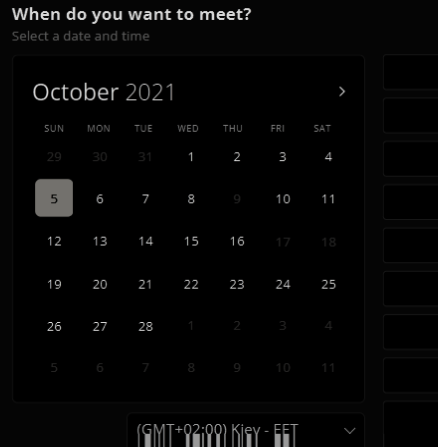 When do you want to meet?
Select a date and time
October 2021
SUN MON TUE WED THU FRI SAT
29 30 31 1 2 3 4
5 6 7 8 9 10 11
12 13 14 15 16 17 18
19 20 21 22 23 24 25
26 27 28 1 2 3 4
5 6 7 8 9 10 11
(GMT+02:00) Kiev - EET